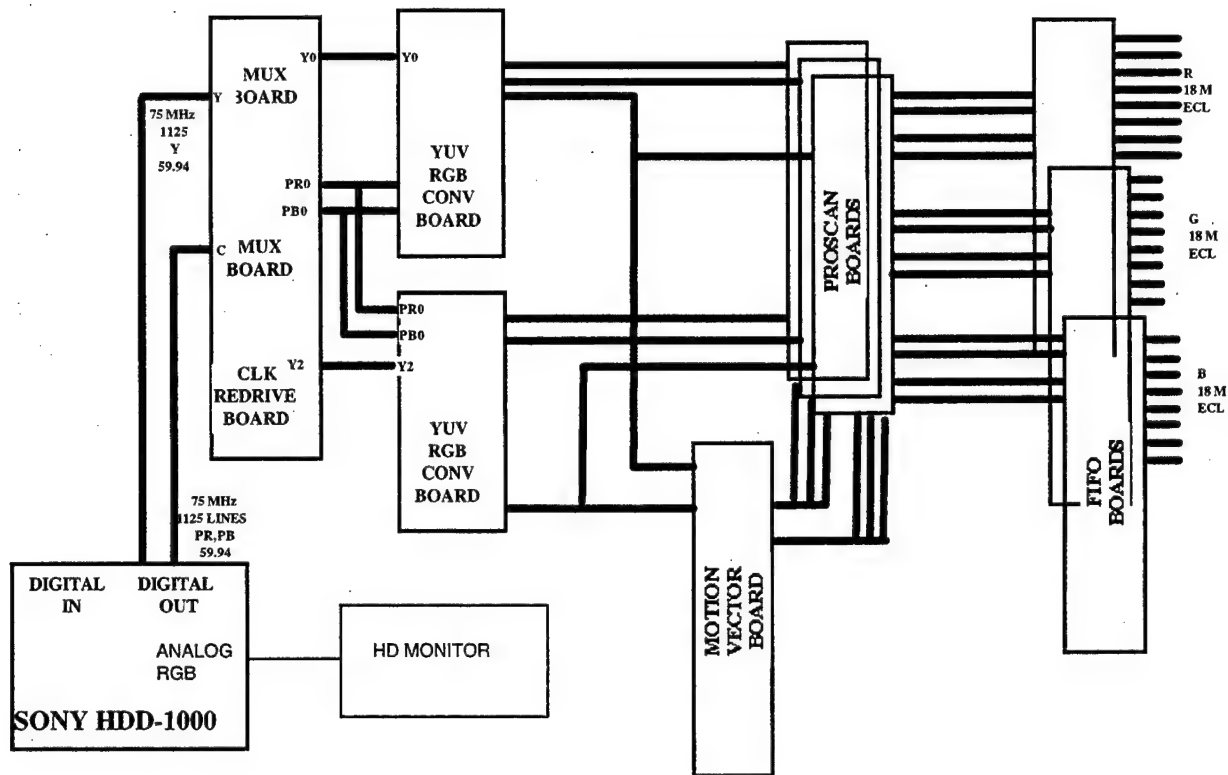 Y0
Y0
MUX
BOARD
Y
75 MHz
1125
Y
59.94
YUV
RGB
CONV
BOARD
PR0
PB0
C
MUX
BOARD
PR0
PB0
Y2
Y2
CLK
REDRIVE
BOARD
YUV
RGB
CONV
BOARD
PROSCAN
BOARDS
R
18 M
ECL
G
18 M
ECL
B
18 M
ECL
FIFO
BOARDS
MOTION
VECTOR
BOARD
75 MHz
1125 LINES
PR,PB
59.94
DIGITAL
IN
DIGITAL
OUT
ANALOG
RGB
SONY HDD-1000
HD MONITOR